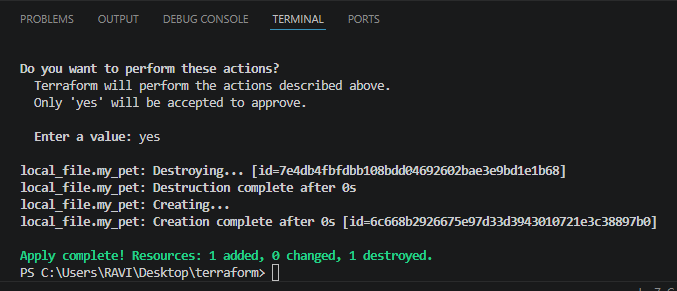 PROBLEMS OUTPUT DEBUG CONSOLE TERMINAL PORTS
Do you want to perform these actions?
Terraform will perform the actions described above.
Only 'yes' will be accepted to approve.
Enter a value: yes
local_file.my_pet: Destroying... [id=7e4db4fbfdbb108bdd04692602bae3e9bd1e1b68]
local_file.my_pet: Destruction complete after 0s
local_file.my_pet: Creating...
local_file.my_pet: Creation complete after 0s [id=6c668b2926675e97d33d3943010721e3c38897b0]
Apply complete! Resources: 1 added, 0 changed, 1 destroyed.
PS C:\Users\RAVI\Desktop\terraform>